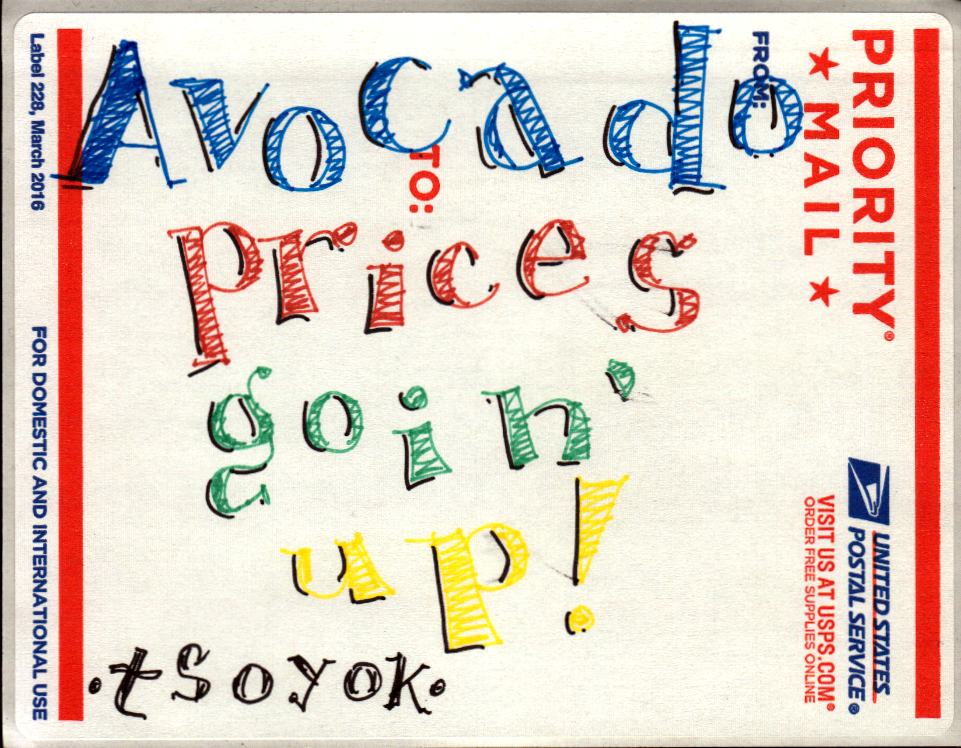 Avocado
prices
goin'
up!
•tsoyok•
Label 228, March 2016
FOR DOMESTIC AND INTERNATIONAL USE
TO:
FROM:
PRIORITY®
★ MAIL ★
UNITED STATES
POSTAL SERVICE®
VISIT US AT USPS.COM®
ORDER FREE SUPPLIES ONLINE